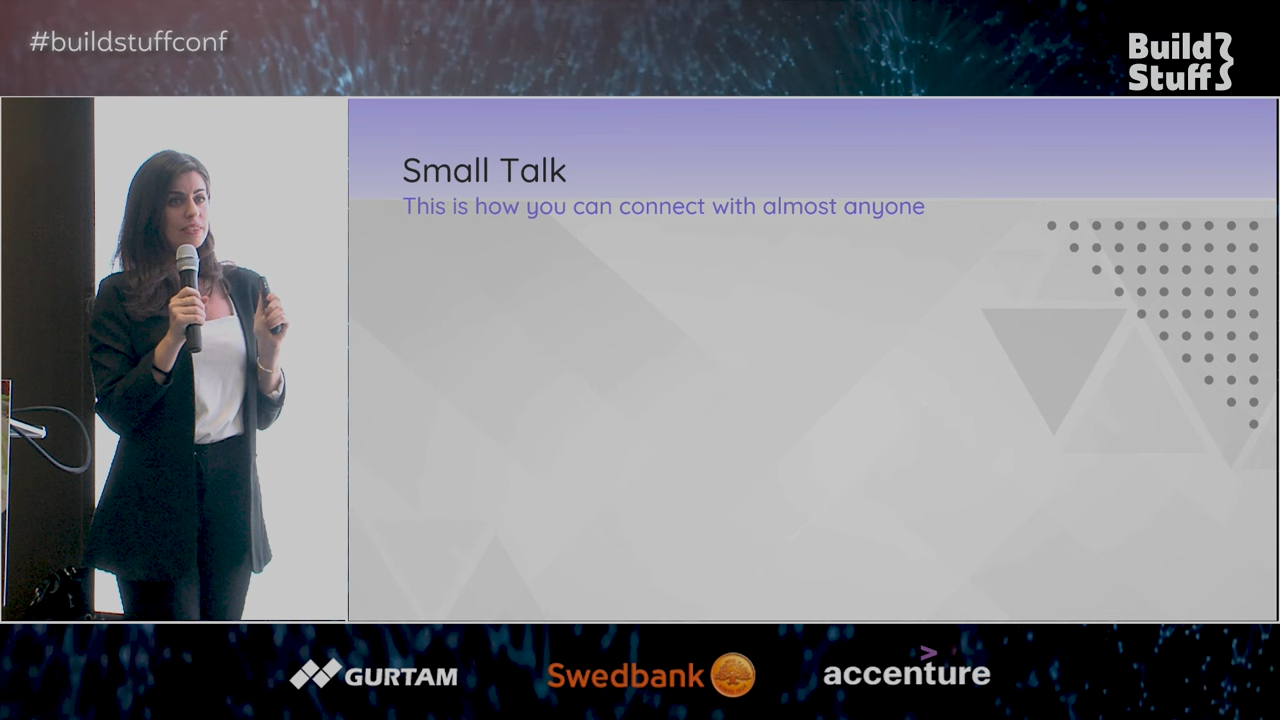 #buildstuffconf
Build
Stuff
Small Talk
This is how you can connect with almost anyone
GURTAM
Swedbank
accenture